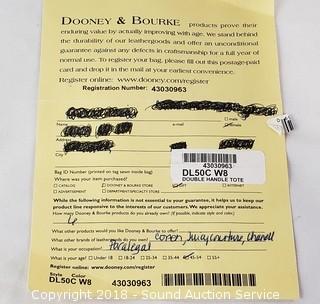 DOONEY & BOURKE products prove their
enduring value by actually improving with age. We stand behind
the durability of our leathergoods and offer an unconditional
guarantee against any defects in craftsmanship for a full year of
normal use. To register your bag, please fill out this postage-paid
card and drop it in the mail at your earliest convenience.
Register online: www.dooney.com/register
Registration Number: 43030963
Name e-mail
Address
City
43030963
DL50C W8
DOUBLE HANDLE TOTE
Bag ID Number (printed on tag sewn inside bag)
Where was your item purchased?
CATALOG DOONEY & BOURKE STORE GIFT INTERNET OUTLET
ADVERTISEMENT DEPARTMENT/SPECIALTY STORE OTHER
While the following information is not essential to your guarantee, it will help us keep our
product line responsive to the interests of our customers. We would appreciate your response.
How many Dooney & Bourke products do you already own? (If possible, indicate style and color.)
6
What other products would you like Dooney & Bourke to offer?
What other brands of leathergoods do you own? Coach, Juicy couture, Chanel
What is your occupation? Paralegal
What is your age? Under 18 18-24 25-34 35-44 45-54 55+
Register online: www.dooney.com/register
Style Color
DL50C W8 43030963
Copyright 2018 - Sound Auction Service